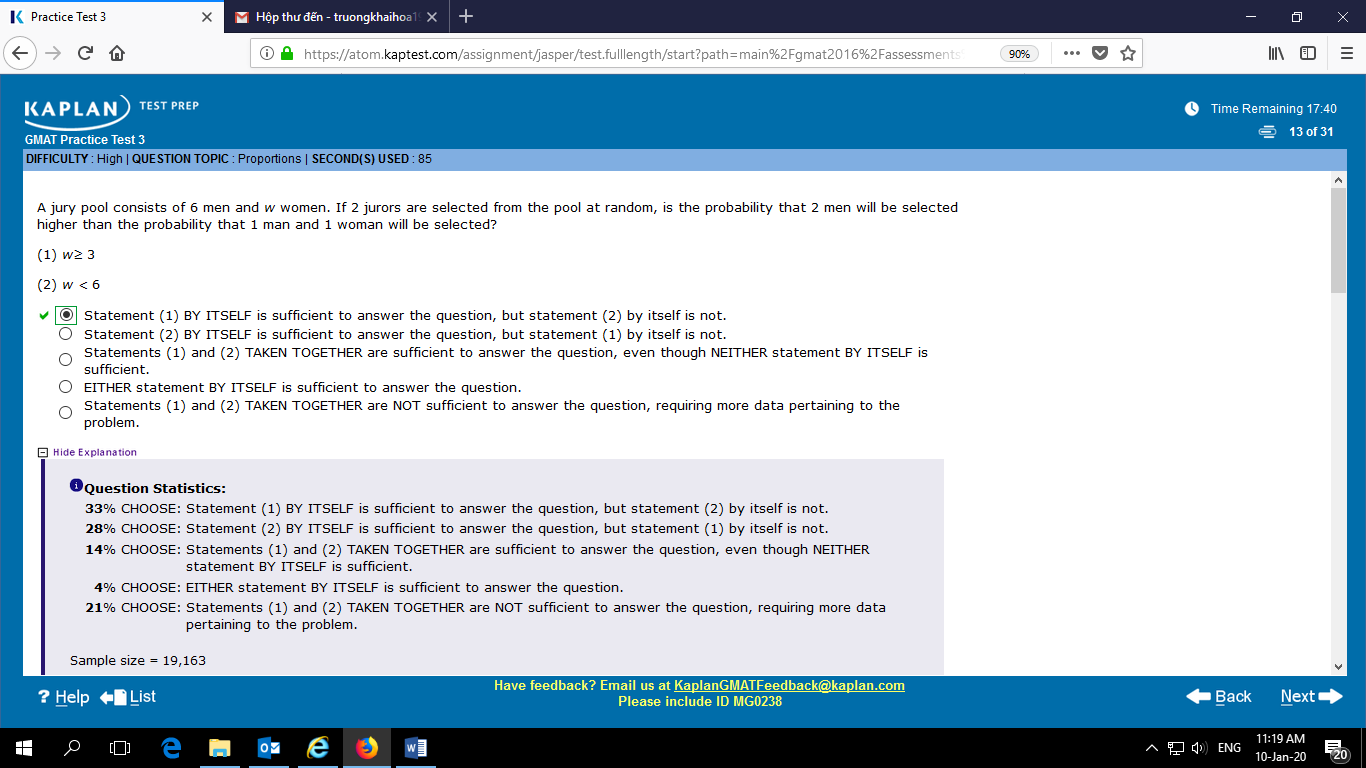 Practice Test 3
Hộp thư đến - truongkhaihoa1
https://atom.kaptest.com/assignment/jasper/test.fulllength/start?path=main%2Fgmat2016%2Fassessments
90%
KAPLAN TEST PREP
GMAT Practice Test 3
Time Remaining 17:40
13 of 31
DIFFICULTY : High | QUESTION TOPIC : Proportions | SECOND(S) USED : 85
A jury pool consists of 6 men and w women. If 2 jurors are selected from the pool at random, is the probability that 2 men will be selected
higher than the probability that 1 man and 1 woman will be selected?
(1) w≥ 3
(2) w < 6
Statement (1) BY ITSELF is sufficient to answer the question, but statement (2) by itself is not.
Statement (2) BY ITSELF is sufficient to answer the question, but statement (1) by itself is not.
Statements (1) and (2) TAKEN TOGETHER are sufficient to answer the question, even though NEITHER statement BY ITSELF is
sufficient.
EITHER statement BY ITSELF is sufficient to answer the question.
Statements (1) and (2) TAKEN TOGETHER are NOT sufficient to answer the question, requiring more data pertaining to the
problem.
Hide Explanation
Question Statistics:
33% CHOOSE: Statement (1) BY ITSELF is sufficient to answer the question, but statement (2) by itself is not.
28% CHOOSE: Statement (2) BY ITSELF is sufficient to answer the question, but statement (1) by itself is not.
14% CHOOSE: Statements (1) and (2) TAKEN TOGETHER are sufficient to answer the question, even though NEITHER
statement BY ITSELF is sufficient.
4% CHOOSE: EITHER statement BY ITSELF is sufficient to answer the question.
21% CHOOSE: Statements (1) and (2) TAKEN TOGETHER are NOT sufficient to answer the question, requiring more data
pertaining to the problem.
Sample size = 19,163
? Help List
Have feedback? Email us at KaplanGMATFeedback@kaplan.com
Please include ID MG0238
Back Next
ENG
11:19 AM
10-Jan-20
20